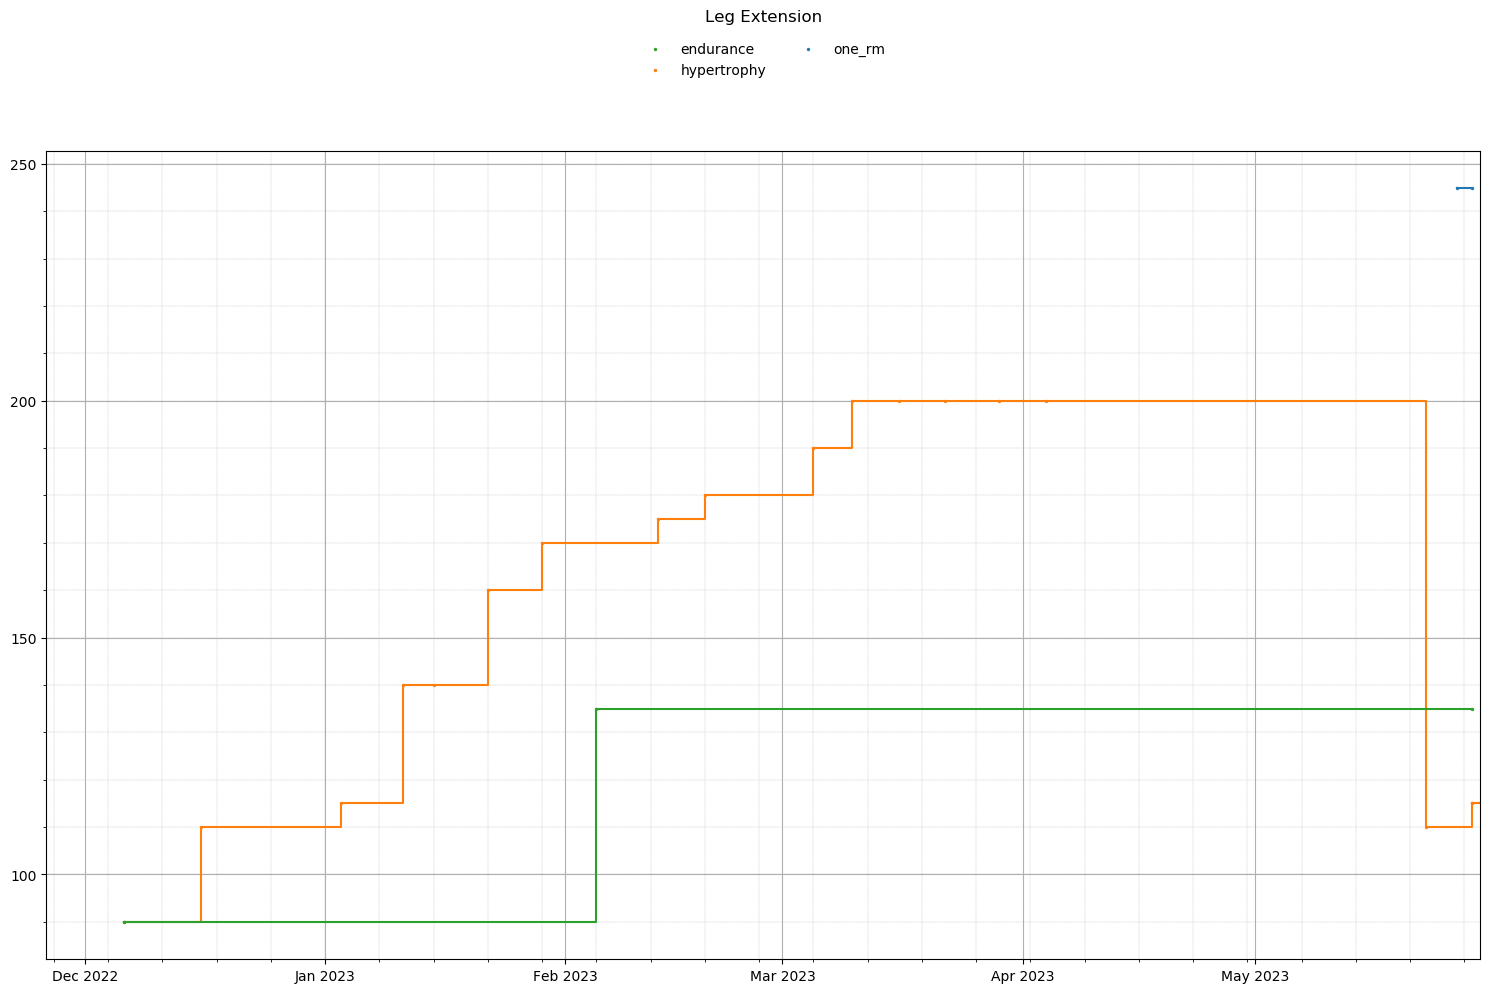 Leg Extension
endurance one_rm
hypertrophy
250
200
150
100
Dec 2022 Jan 2023 Feb 2023 Mar 2023 Apr 2023 May 2023